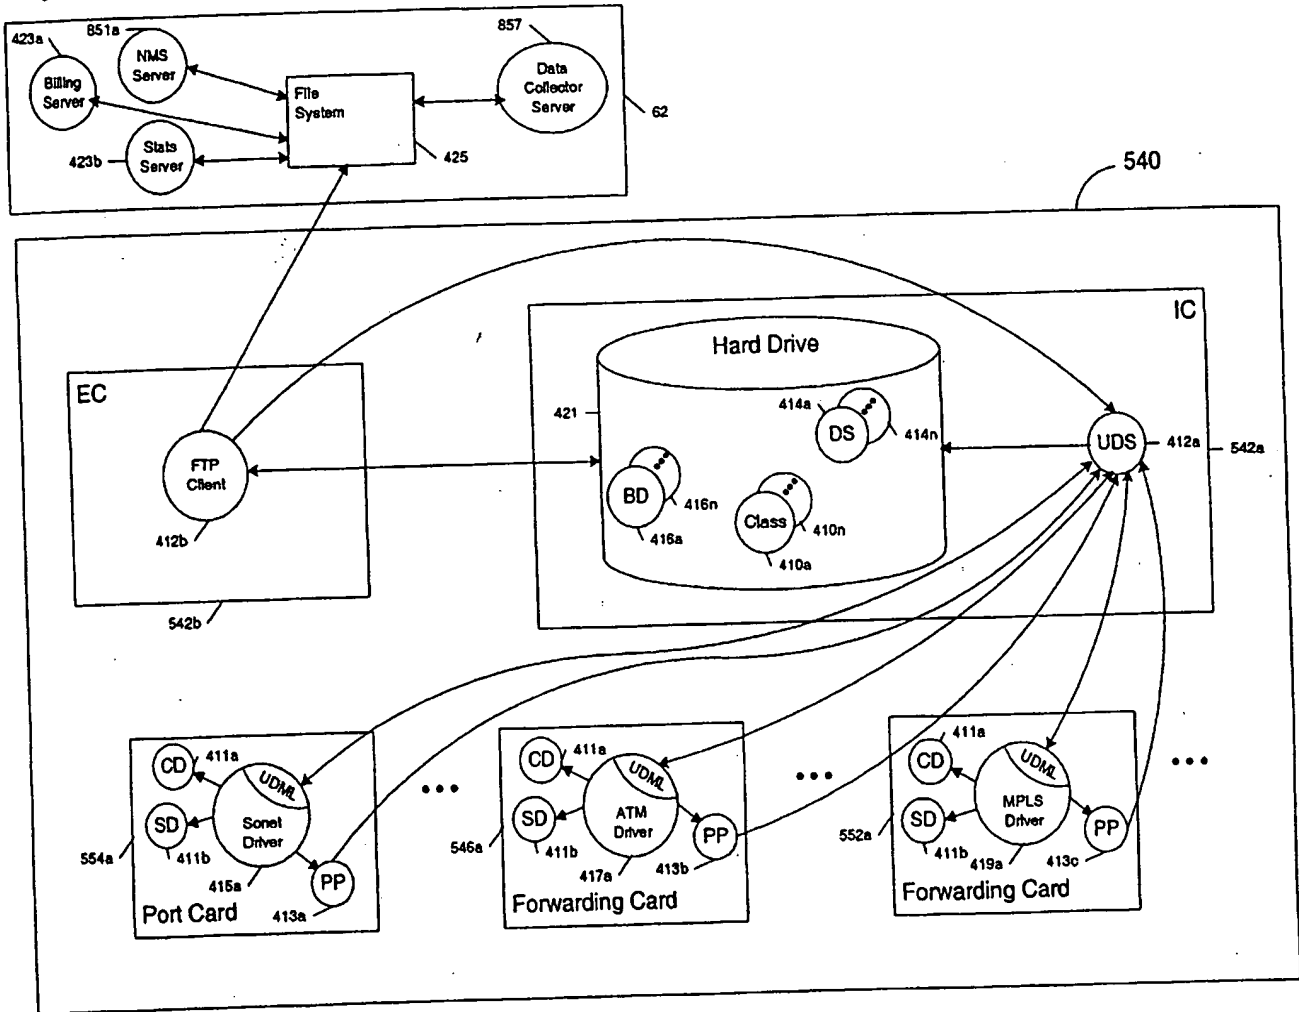 423a
851a
857
NMS
Server
Billing
Server
Stats
Server
423b
File
System
425
Data
Collector
Server
62
540
EC
FTP
Client
412b
542b
IC
Hard Drive
421
414a
DS
414n
BD
416n
416a
Class
410n
410a
UDS
412a
542a
CD
411a
UDML
SD
Sonet
Driver
554a
411b
415a
PP
413a
Port Card
CD
411a
UDML
SD
ATM
Driver
PP
546a
411b
417a
413b
Forwarding Card
CD
411a
UDML
SD
MPLS
Driver
PP
552a
411b
419a
413c
Forwarding Card